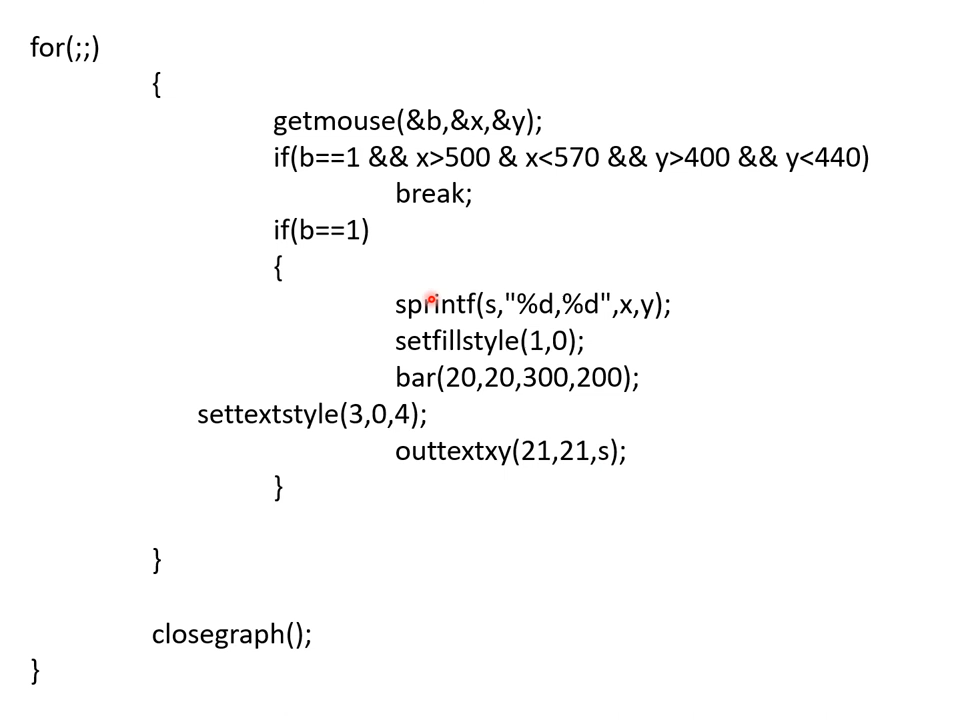 for(;;)
{
getmouse(&b,&x,&y);
if(b==1 && x>500 & x<570 && y>400 && y<440)
break;
if(b==1)
{
sprintf(s,"%d,%d",x,y);
setfillstyle(1,0);
bar(20,20,300,200);
settextstyle(3,0,4);
outtextxy(21,21,s);
}
}
closegraph();
}